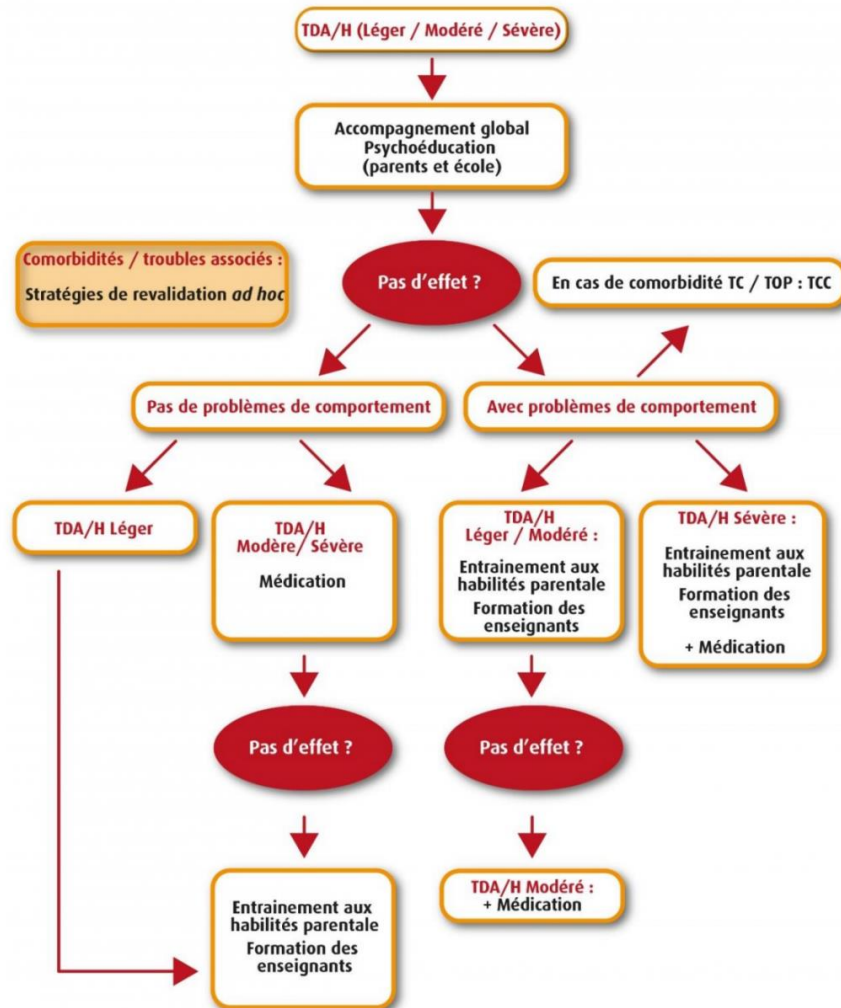 TDA/H (Léger / Modéré / Sévère)
Accompagnement global
Psychoéducation
(parents et école)
Comorbidités / troubles associés :
Stratégies de revalidation ad hoc
Pas d'effet ?
En cas de comorbidité TC / TOP : TCC
Pas de problèmes de comportement
Avec problèmes de comportement
TDA/H Léger
TDA/H
Modère/ Sévère
Médication
TDA/H
Léger / Modéré :
Entrainement aux
habilités parentale
Formation des
enseignants
TDA/H Sévère :
Entrainement aux
habilités parentale
Formation des
enseignants
+ Médication
Pas d'effet ?
Pas d'effet ?
Entrainement aux
habilités parentale
Formation des
enseignants
TDA/H Modéré :
+ Médication